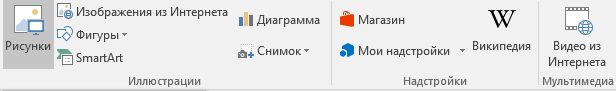 Рисунки
Изображения из Интернета
Фигуры
SmartArt
Диаграмма
Снимок
Иллюстрации
Магазин
Мои надстройки
W
Википедия
Надстройки
Видео из
Интернета
Мультимедиа